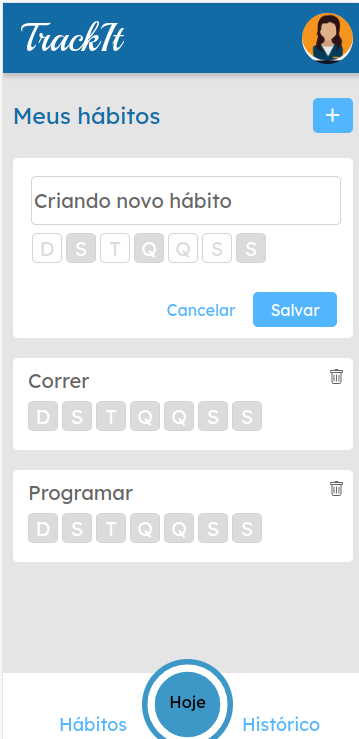 TrackIt
Meus hábitos
+
Criando novo hábito
D S T Q Q S S
Cancelar Salvar
Correr
D S T Q Q S S
Programar
D S T Q Q S S
Hoje
Hábitos Histórico